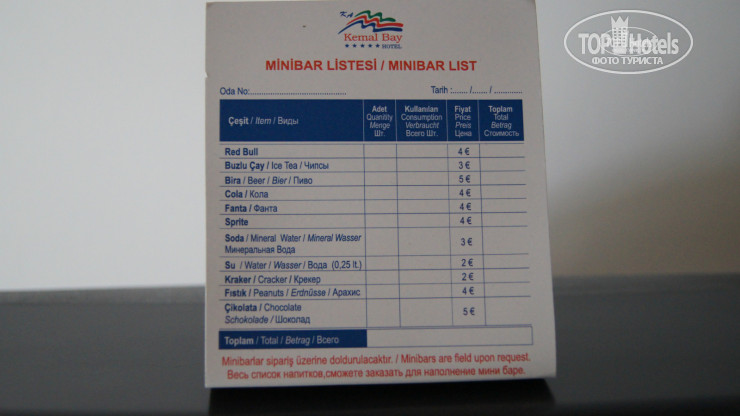 KA
Kemal Bay
★★★★★ HOTEL
TOPHotels
ФОТО ТУРИСТА
MİNİBAR LİSTESİ / MINIBAR LIST
Oda No:........................................ Tarih :....... /....... / .............
Çeşit / Item / Виды
Adet
Quanitity
Menge
Шт.
Kullanılan
Consumption
Verbraucht
Всего Шт.
Fiyat
Price
Preis
Цена
Toplam
Total
Betrag
Стоимость
Red Bull 4 €
Buzlu Çay / Ice Tea / Чипсы 3 €
Bira / Beer / Bier / Пиво 5 €
Cola / Кола 4 €
Fanta / Фанта 4 €
Sprite 4 €
Soda / Mineral Water / Mineral Wasser
Минеральная Вода 3 €
Su / Water / Wasser / Вода (0,25 lt.) 2 €
Kraker / Cracker / Крекер 2 €
Fıstık / Peanuts / Erdnüsse / Арахис 4 €
Çikolata / Chocolate
Schokolade / Шоколад 5 €
Toplam / Total / Betrag / Всего
Minibarlar sipariş üzerine doldurulacaktır. / Minibars are field upon request.
Весь список напитков,сможете заказать для наполнение мини баре.